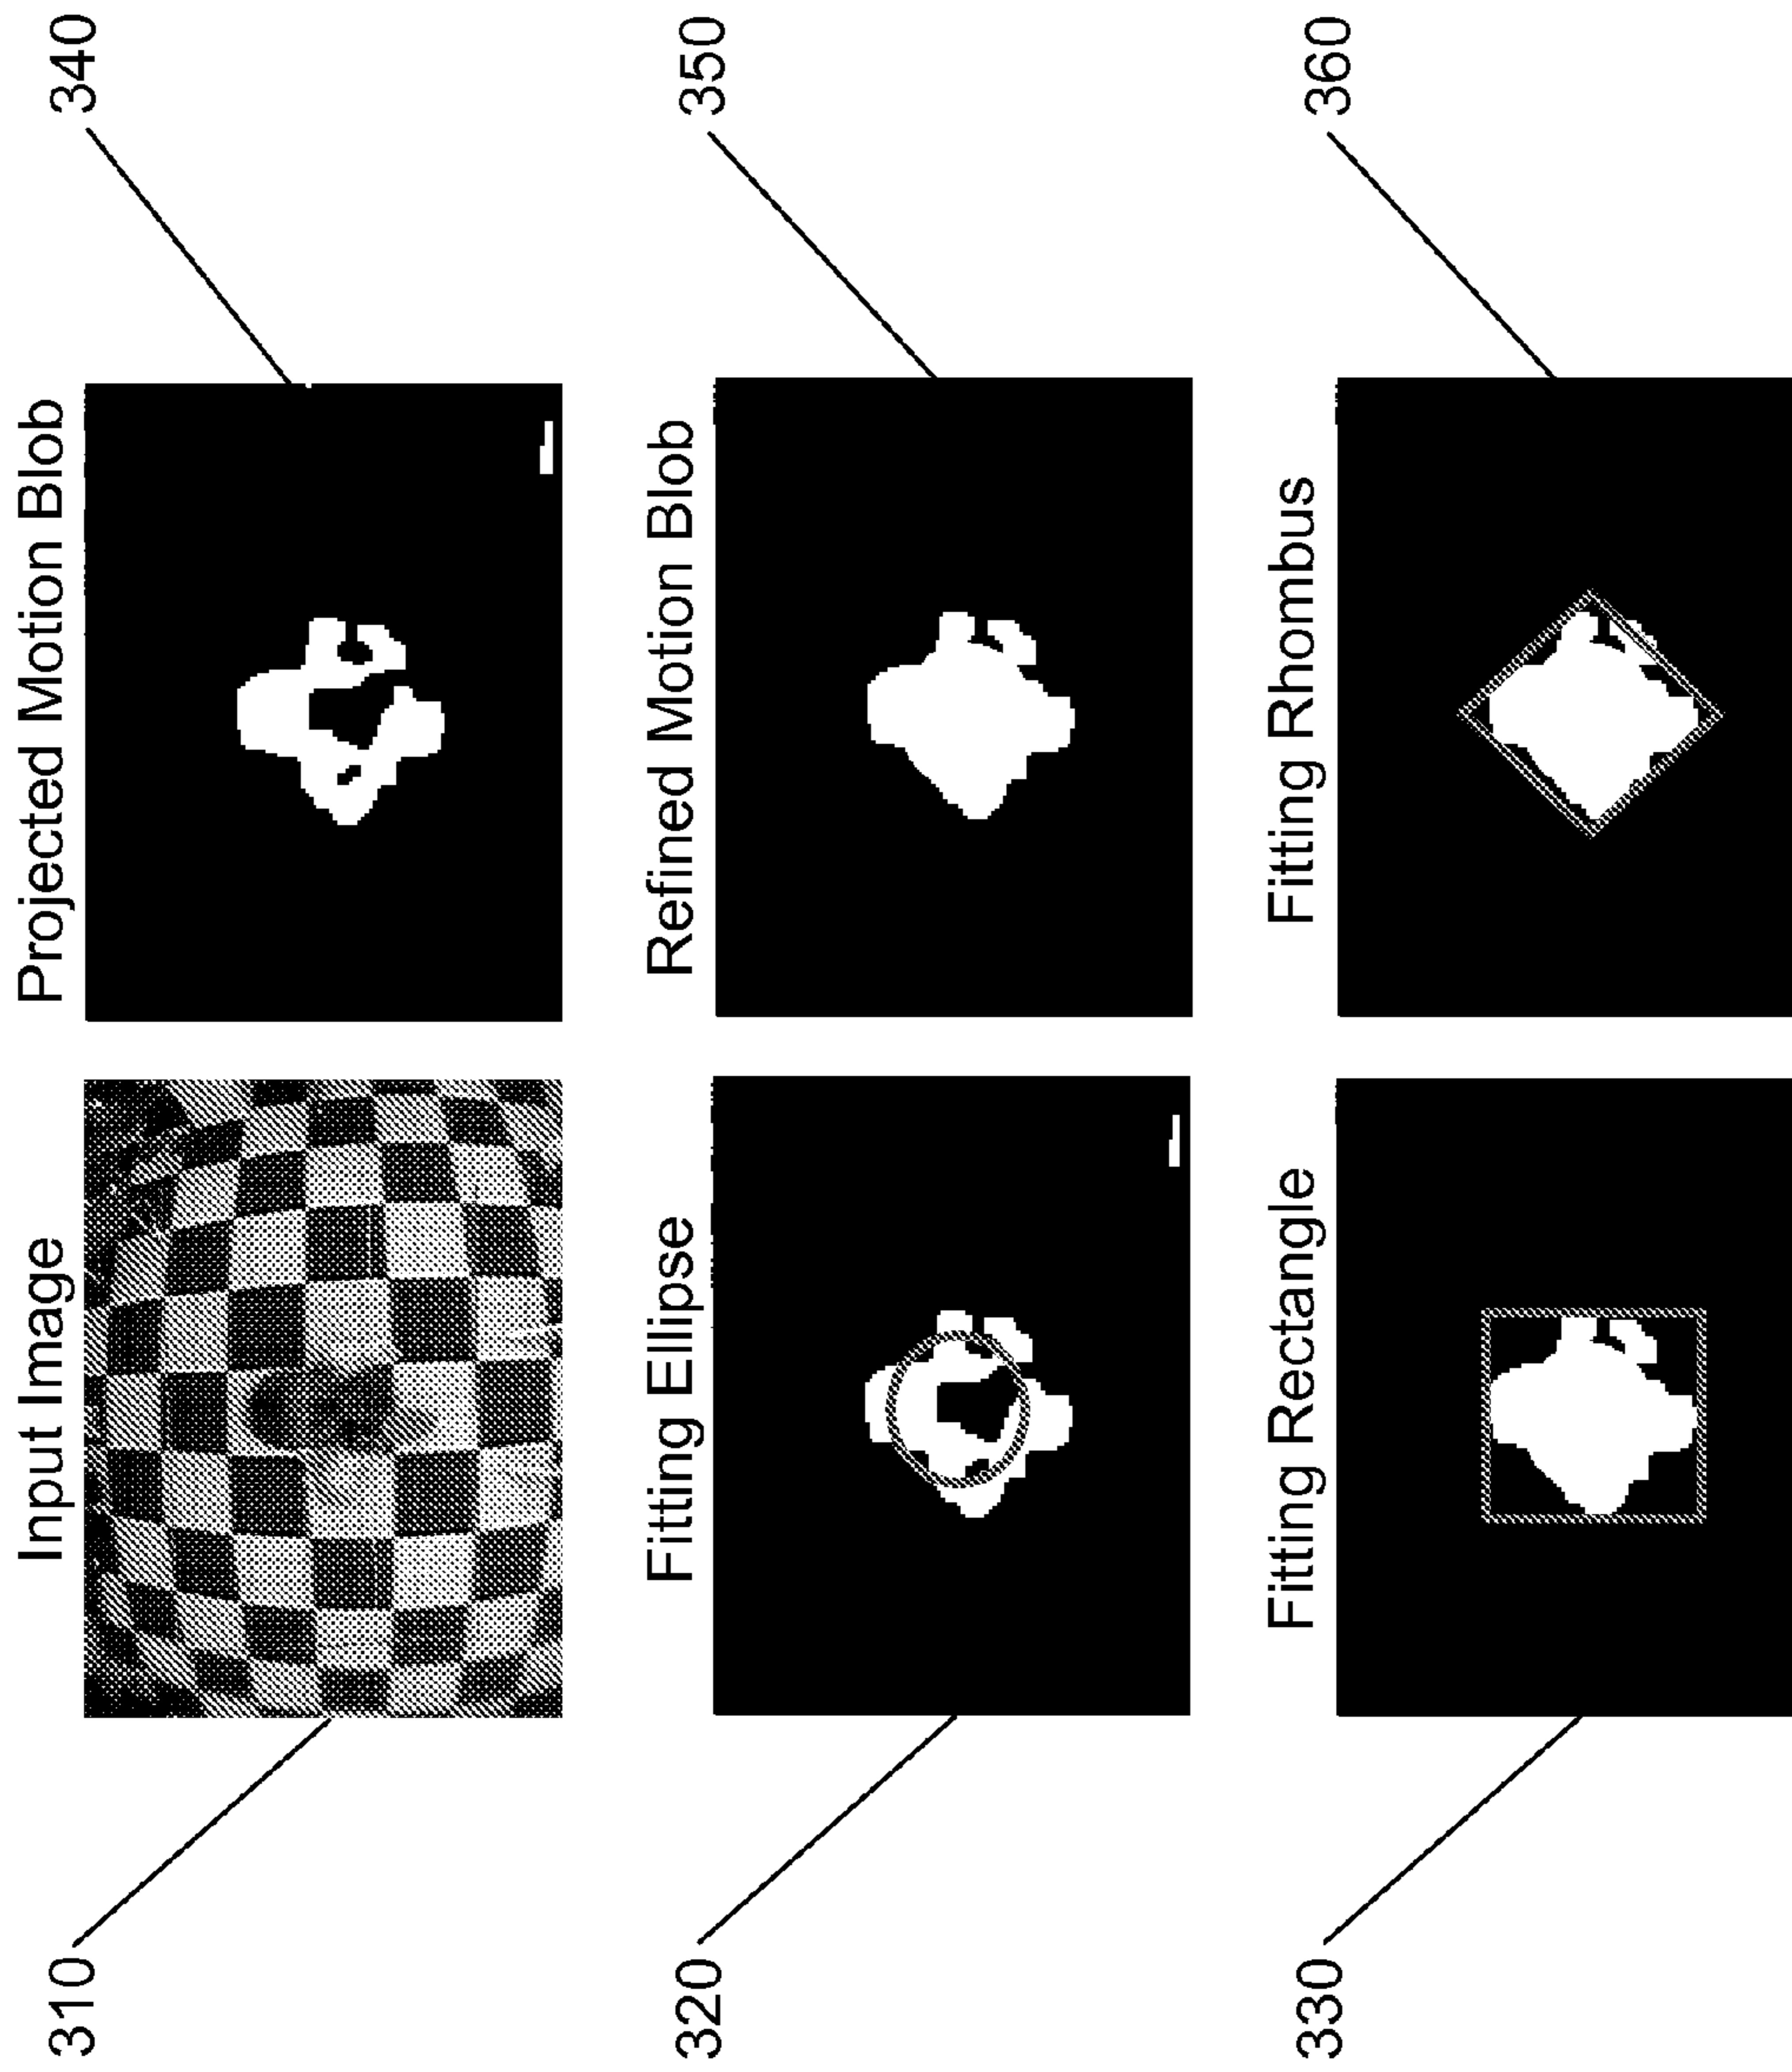 310
Input Image
Projected Motion Blob
340
320
Fitting Ellipse
Refined Motion Blob
350
330
Fitting Rectangle
Fitting Rhombus
360